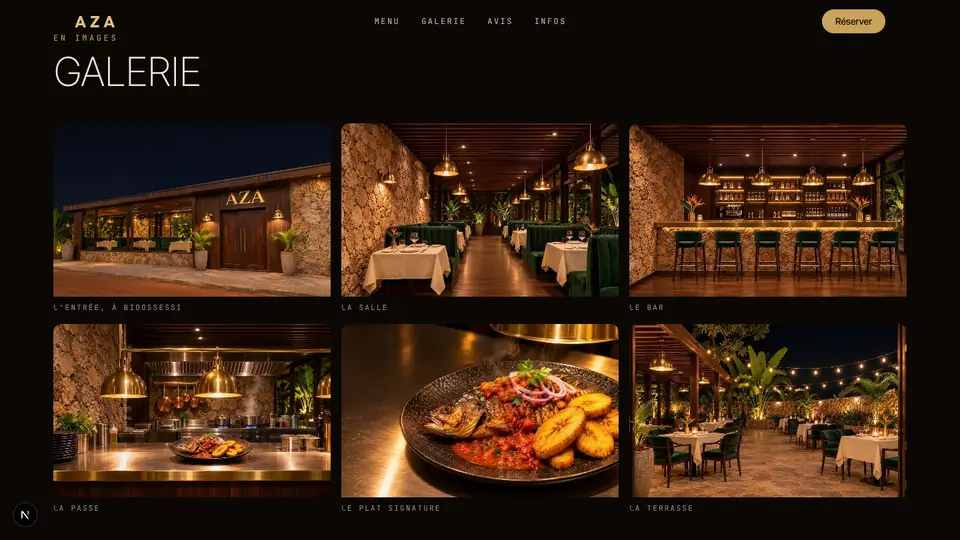 AZA
MENU GALERIE AVIS INFOS
Réserver
EN IMAGES
GALERIE
AZA
L'ENTRÉE, À BIDOSSESSI
LA SALLE
LE BAR
LA PASSE
LE PLAT SIGNATURE
LA TERRASSE
N